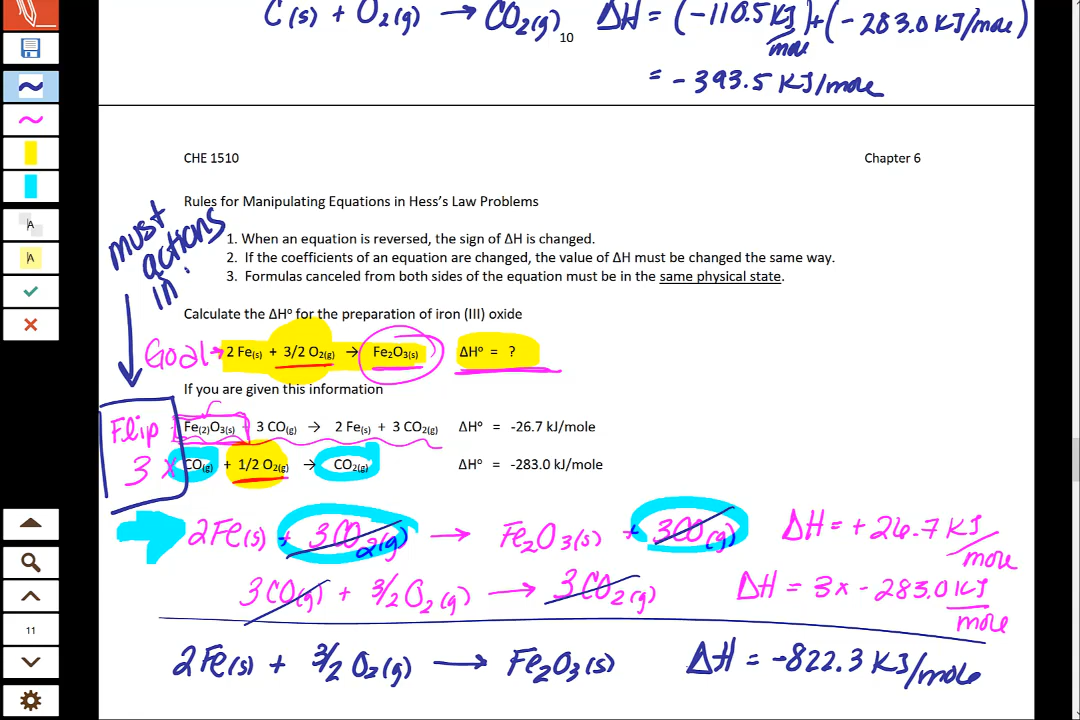 C(s) + O₂(g) → CO₂(g) ΔH = (-110.5 KJ/mole) + (-283.0 KJ/mole)
10
= -393.5 KJ/mole
CHE 1510 Chapter 6
Rules for Manipulating Equations in Hess's Law Problems
must
actions
in
1. When an equation is reversed, the sign of ΔH is changed.
2. If the coefficients of an equation are changed, the value of ΔH must be changed the same way.
3. Formulas canceled from both sides of the equation must be in the same physical state.
Calculate the ΔH° for the preparation of iron (III) oxide
Goal → 2 Fe(s) + 3/2 O₂(g) → Fe₂O₃(s) ΔH° = ?
If you are given this information
Flip Fe(2)O₃(s) + 3 CO(g) → 2 Fe(s) + 3 CO₂(g) ΔH° = -26.7 kJ/mole
3 x CO(g) + 1/2 O₂(g) → CO₂(g) ΔH° = -283.0 kJ/mole
2Fe(s) + 3CO₂(g) → Fe₂O₃(s) + 3CO(g) ΔH = +26.7 KJ/mole
3CO(g) + 3/2 O₂(g) → 3CO₂(g) ΔH = 3x -283.0 KJ/mole
2Fe(s) + 3/2 O₂(g) → Fe₂O₃(s) ΔH = -822.3 KJ/mole
A
A
11